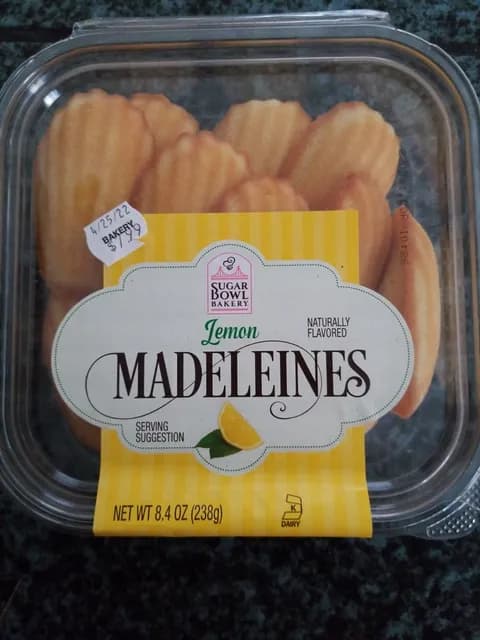 4/25/22
BAKERY
$1.99
SUGAR
BOWL
BAKERY
Lemon
NATURALLY
FLAVORED
MADELEINES
SERVING
SUGGESTION
NET WT 8.4 OZ (238g)
K
DAIRY